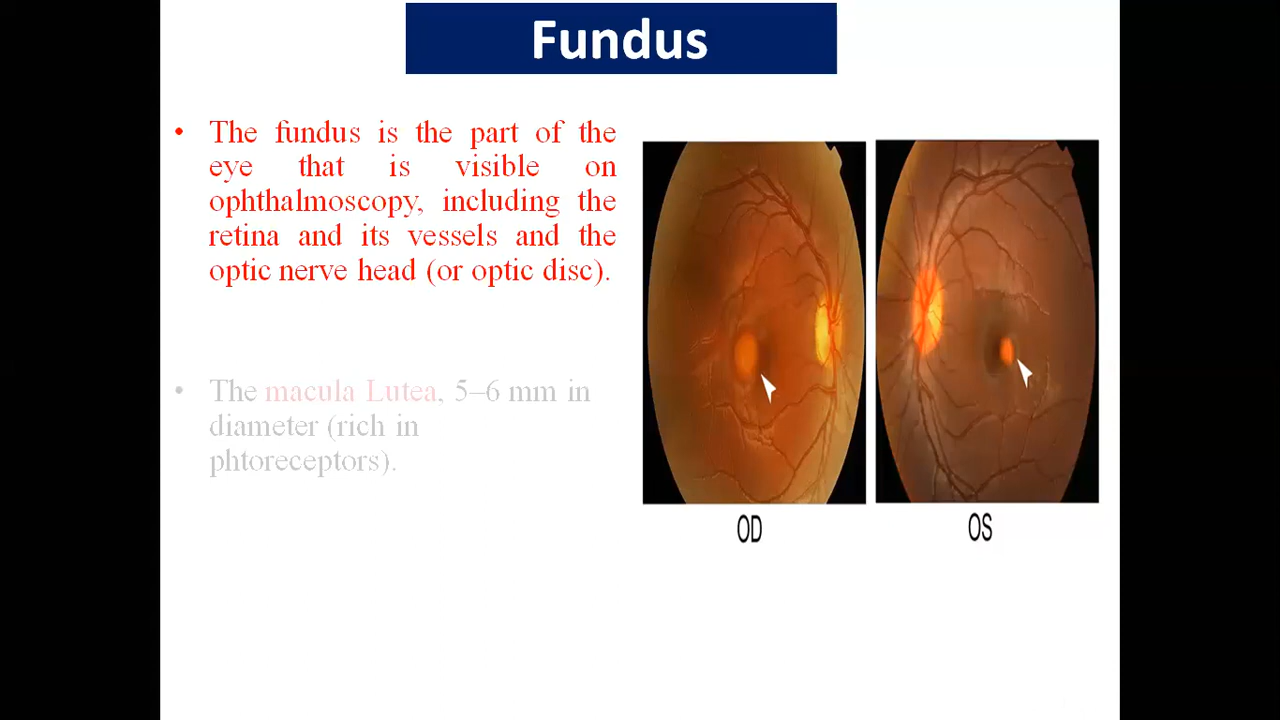 Fundus
• The fundus is the part of the
eye that is visible on
ophthalmoscopy, including the
retina and its vessels and the
optic nerve head (or optic disc).
• The macula Lutea, 5–6 mm in
diameter (rich in
phtoreceptors).
OD
OS